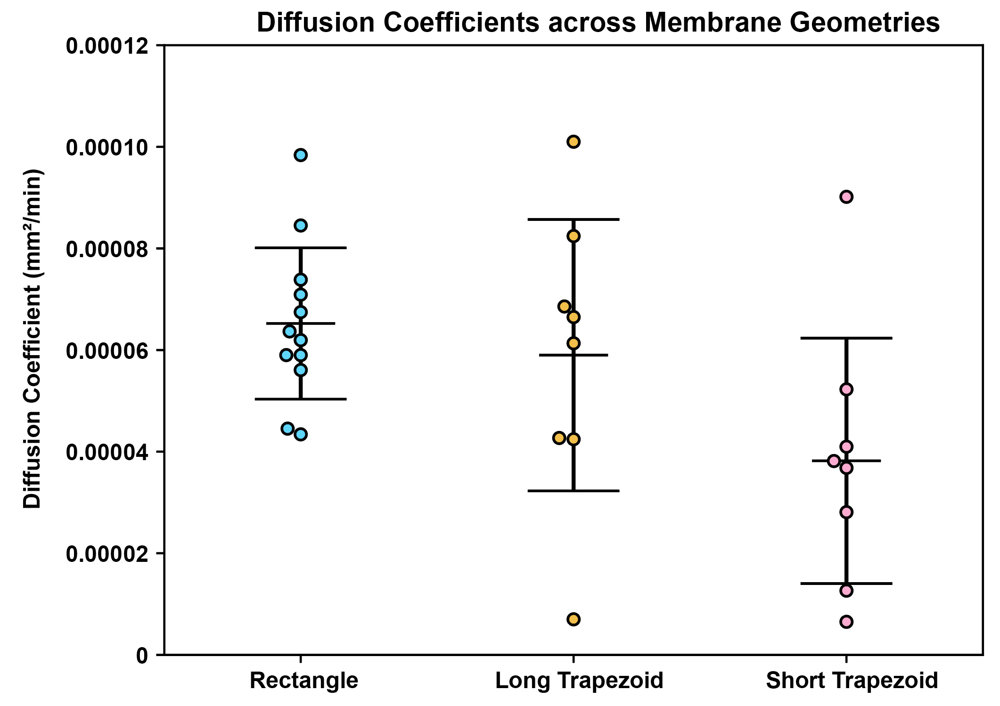 Diffusion Coefficients across Membrane Geometries
Diffusion Coefficient (mm²/min)
0.00012
0.00010
0.00008
0.00006
0.00004
0.00002
0
Rectangle
Long Trapezoid
Short Trapezoid